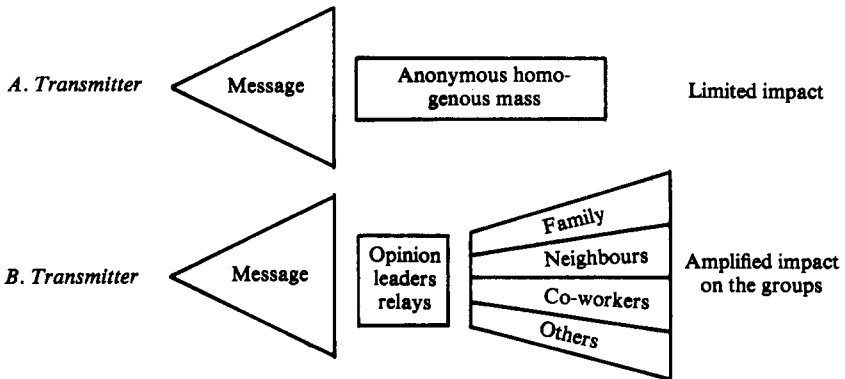 A. Transmitter
Message
Anonymous homo-
genous mass
Limited impact
B. Transmitter
Message
Opinion
leaders
relays
Family
Neighbours
Co-workers
Others
Amplified impact
on the groups